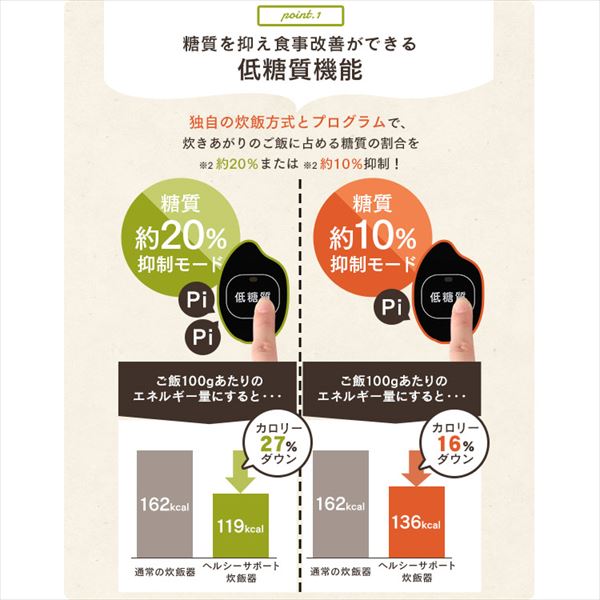 point.1
糖質を抑え食事改善ができる
低糖質機能
独自の炊飯方式とプログラムで、
炊きあがりのご飯に占める糖質の割合を
※2 約20%または ※2 約10%抑制！
糖質
約20%
抑制モード
低糖質
Pi
Pi
ご飯100gあたりの
エネルギー量にすると・・・
カロリー
27%
ダウン
162kcal
119kcal
通常の炊飯器
ヘルシーサポート
炊飯器
糖質
約10%
抑制モード
低糖質
Pi
ご飯100gあたりの
エネルギー量にすると・・・
カロリー
16%
ダウン
162kcal
136kcal
通常の炊飯器
ヘルシーサポート
炊飯器